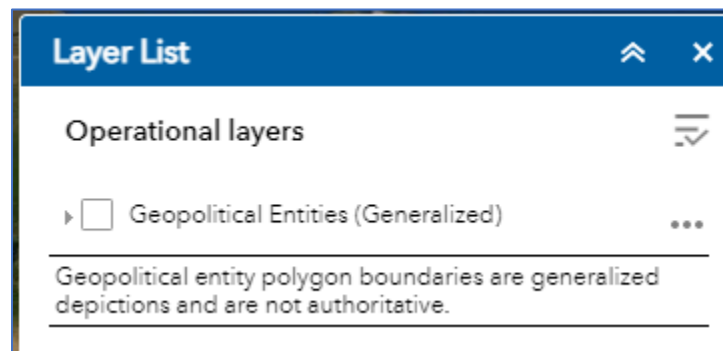 Layer List
Operational layers
Geopolitical Entities (Generalized)
Geopolitical entity polygon boundaries are generalized
depictions and are not authoritative.